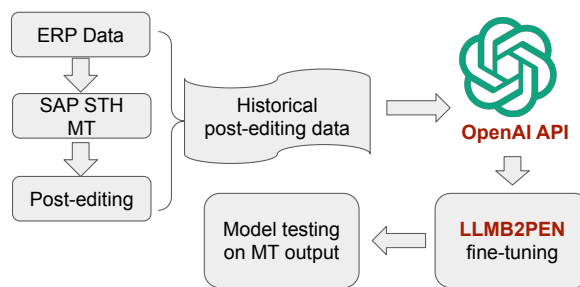 ERP Data
SAP STH
MT
Post-editing
Historical
post-editing data
OpenAI API
LLMB2PEN
fine-tuning
Model testing
on MT output